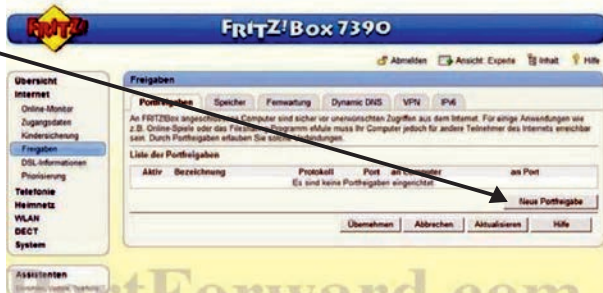 FRITZ!
FRITZ!Box 7390
Abmelden Ansicht: Experte Inhalt Hilfe
Übersicht
Internet
Online-Monitor
Zugangsdaten
Kindersicherung
Freigaben
DSL-Informationen
Priorisierung
Telefonie
Heimnetz
WLAN
DECT
System
Assistenten
Freigaben
Portfreigaben Speicher Fernwartung Dynamic DNS VPN IPv6
An FRITZ!Box angeschlossene Computer sind sicher vor unerwünschten Zugriffen aus dem Internet. Für einige Anwendungen wie
z.B. Online-Spiele oder das Filesharing-Programm eMule muss Ihr Computer jedoch für andere Teilnehmer des Internets erreichbar
sein. Durch Portfreigaben erlauben Sie solche Verbindungen.
Liste der Portfreigaben
Aktiv Bezeichnung Protokoll Port an Computer an Port
Es sind keine Portfreigaben eingerichtet
Neue Portfreigabe
Übernehmen Abbrechen Aktualisieren Hilfe
tForward.com